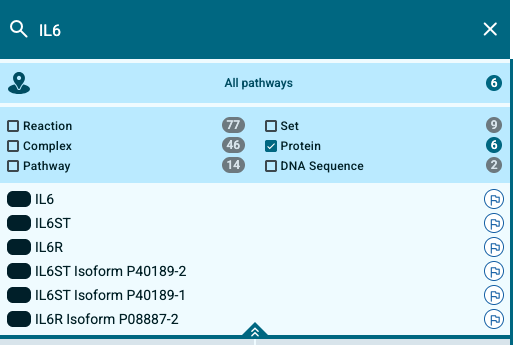 IL6
All pathways 6
Reaction 77 Set 9
Complex 46 Protein 6
Pathway 14 DNA Sequence 2
IL6
IL6ST
IL6R
IL6ST Isoform P40189-2
IL6ST Isoform P40189-1
IL6R Isoform P08887-2